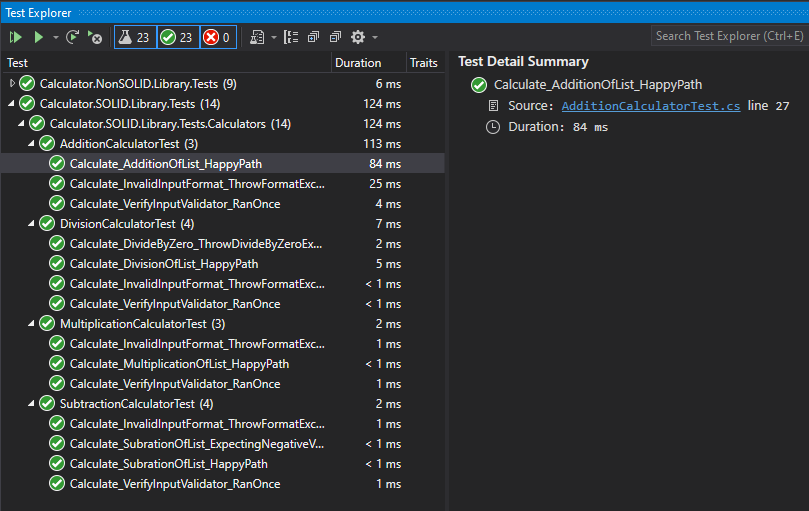 Test Explorer
23 23 0
Search Test Explorer (Ctrl+E)
Test Duration Traits
Calculator.NonSOLID.Library.Tests (9) 6 ms
Calculator.SOLID.Library.Tests (14) 124 ms
Calculator.SOLID.Library.Tests.Calculators (14) 124 ms
AdditionCalculatorTest (3) 113 ms
Calculate_AdditionOfList_HappyPath 84 ms
Calculate_InvalidInputFormat_ThrowFormatExc... 25 ms
Calculate_VerifyInputValidator_RanOnce 4 ms
DivisionCalculatorTest (4) 7 ms
Calculate_DivideByZero_ThrowDivideByZeroEx... 2 ms
Calculate_DivisionOfList_HappyPath 5 ms
Calculate_InvalidInputFormat_ThrowFormatExc... < 1 ms
Calculate_VerifyInputValidator_RanOnce < 1 ms
MultiplicationCalculatorTest (3) 2 ms
Calculate_InvalidInputFormat_ThrowFormatExc... 1 ms
Calculate_MultiplicationOfList_HappyPath < 1 ms
Calculate_VerifyInputValidator_RanOnce 1 ms
SubtractionCalculatorTest (4) 2 ms
Calculate_InvalidInputFormat_ThrowFormatExc... 1 ms
Calculate_SubrationOfList_ExpectingNegativeV... < 1 ms
Calculate_SubrationOfList_HappyPath < 1 ms
Calculate_VerifyInputValidator_RanOnce 1 ms
Test Detail Summary
Calculate_AdditionOfList_HappyPath
Source: AdditionCalculatorTest.cs line 27
Duration: 84 ms